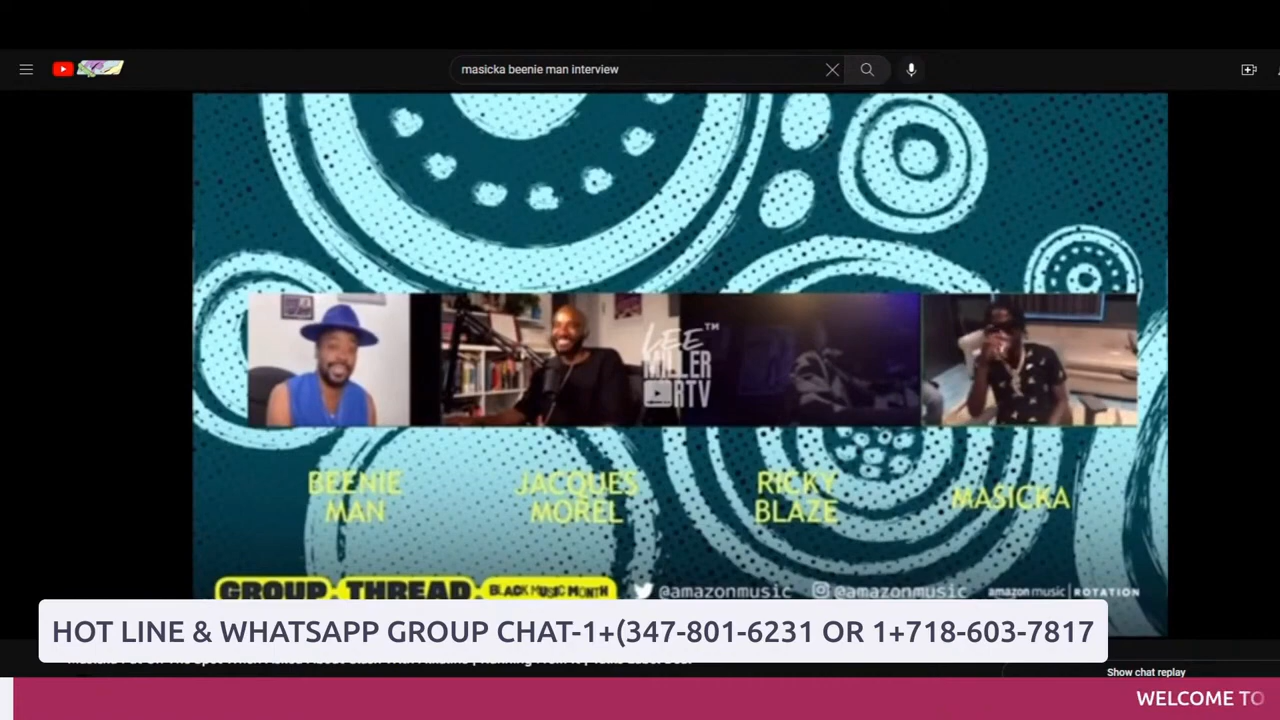 masicka beenie man interview
LEE™
MILLER
RTV
BEENIE
MAN
JACQUES
MOREL
RICKY
BLAZE
MASICKA
GROUP THREAD
BLACK MUSIC MONTH
@amazonmusic
@amazonmusic
amazon music | ROTATION
HOT LINE & WHATSAPP GROUP CHAT-1+(347-801-6231 OR 1+718-603-7817
Show chat replay
WELCOME TO